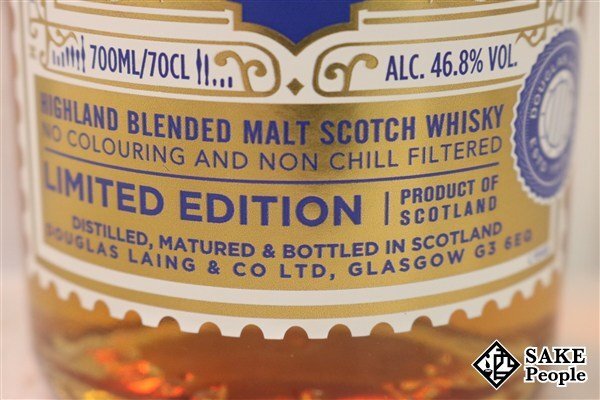 700ML/70CL
ALC. 46.8% VOL.
HIGHLAND BLENDED MALT SCOTCH WHISKY
NO COLOURING AND NON CHILL FILTERED
LIMITED EDITION
PRODUCT OF
SCOTLAND
DISTILLED, MATURED & BOTTLED IN SCOTLAND
DOUGLAS LAING & CO LTD, GLASGOW G3 6EQ
SAKE
People